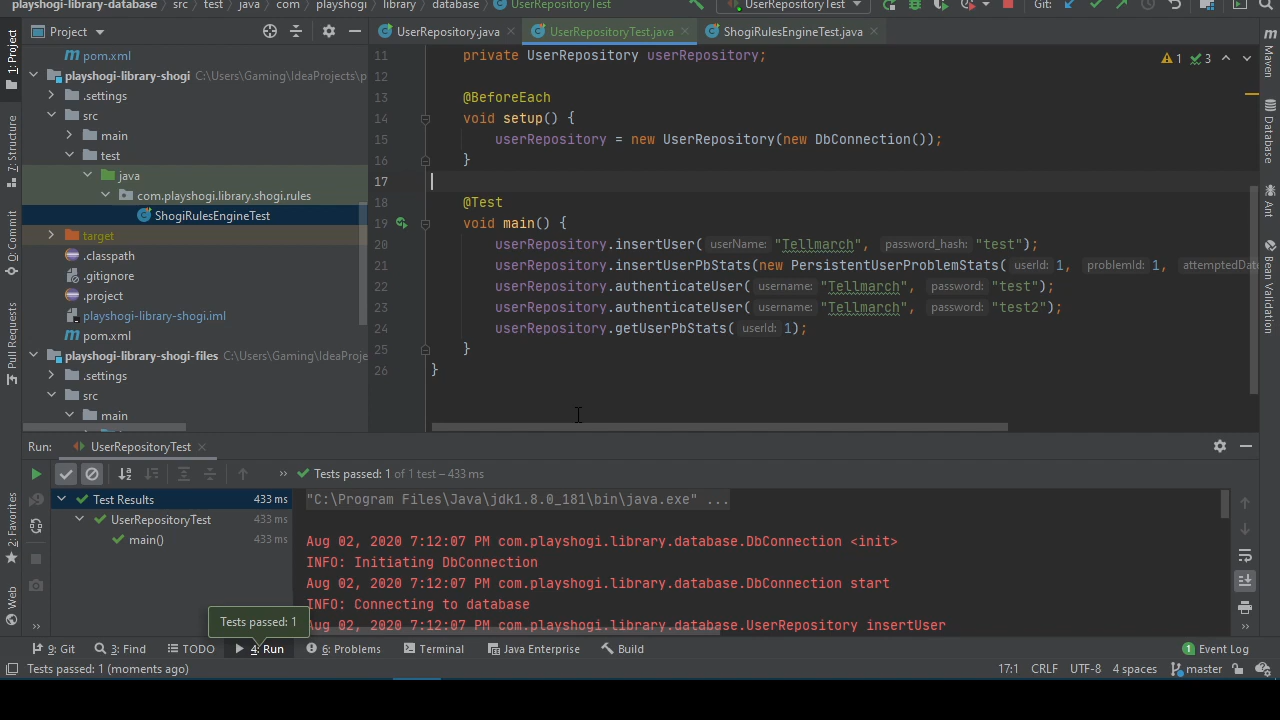 playshogi-library-database src test java com playshogi library database UserRepositoryTest UserRepositoryTest Git:
Project UserRepository.java UserRepositoryTest.java ShogiRulesEngineTest.java
1: Project
7: Structure
0: Commit
Pull Requests
2: Favorites
Web
pom.xml
playshogi-library-shogi C:\Users\Gaming\IdeaProjects\p
.settings
src
main
test
java
com.playshogi.library.shogi.rules
ShogiRulesEngineTest
target
.classpath
.gitignore
.project
playshogi-library-shogi.iml
pom.xml
playshogi-library-shogi-files C:\Users\Gaming\IdeaProje
.settings
src
main
11 private UserRepository userRepository;
12
13 @BeforeEach
14 void setup() {
15 userRepository = new UserRepository(new DbConnection());
16 }
17
18 @Test
19 void main() {
20 userRepository.insertUser( userName: "Tellmarch", password_hash: "test");
21 userRepository.insertUserPbStats(new PersistentUserProblemStats( userId: 1, problemId: 1, attemptedDate
22 userRepository.authenticateUser( username: "Tellmarch", password: "test");
23 userRepository.authenticateUser( username: "Tellmarch", password: "test2");
24 userRepository.getUserPbStats( userId: 1);
25 }
26 }
1 3
Maven
Database
Ant
Bean Validation
Run: UserRepositoryTest
Tests passed: 1 of 1 test – 433 ms
Test Results 433 ms
UserRepositoryTest 433 ms
main() 433 ms
"C:\Program Files\Java\jdk1.8.0_181\bin\java.exe" ...
Aug 02, 2020 7:12:07 PM com.playshogi.library.database.DbConnection <init>
INFO: Initiating DbConnection
Aug 02, 2020 7:12:07 PM com.playshogi.library.database.DbConnection start
INFO: Connecting to database
Aug 02, 2020 7:12:07 PM com.playshogi.library.database.UserRepository insertUser
Tests passed: 1
9: Git 3: Find TODO 4: Run 6: Problems Terminal Java Enterprise Build 1 Event Log
Tests passed: 1 (moments ago) 17:1 CRLF UTF-8 4 spaces master